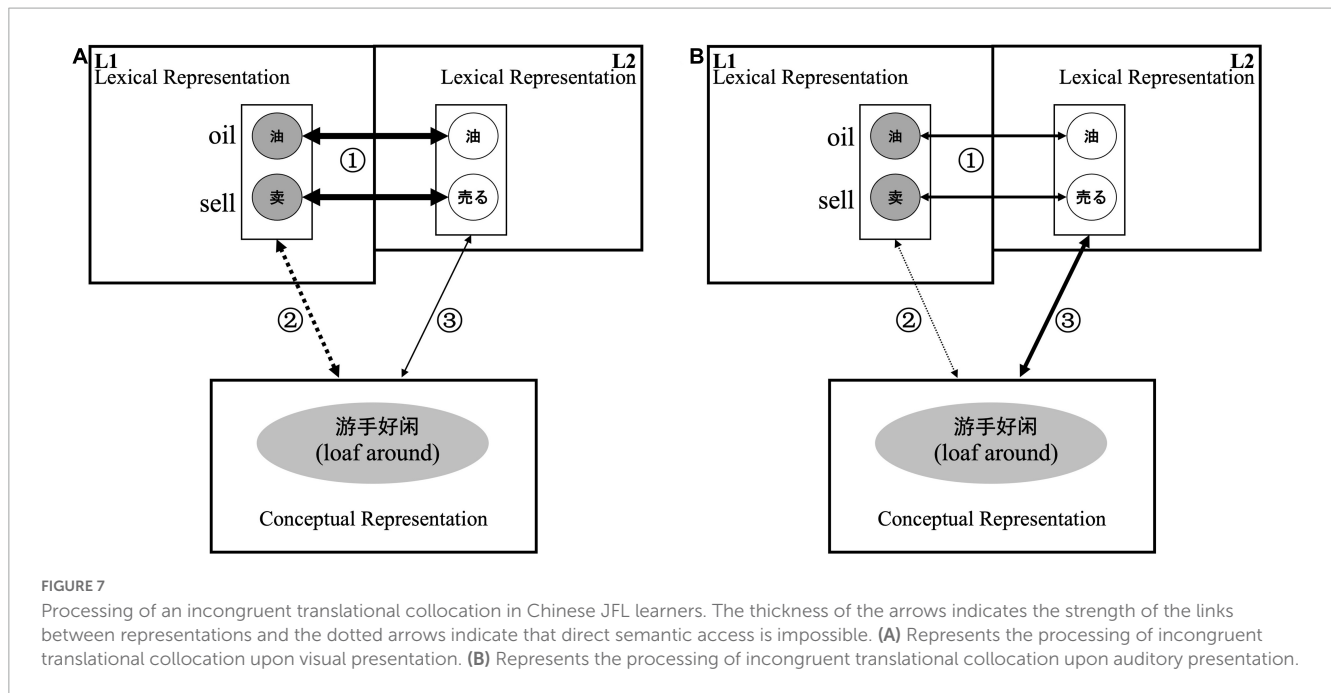 A
L1
Lexical Representation
L2
Lexical Representation
oil
油
油
①
sell
卖
売る
②
③
游手好闲
(loaf around)
Conceptual Representation
B
L1
Lexical Representation
L2
Lexical Representation
oil
油
油
①
sell
卖
売る
②
③
游手好闲
(loaf around)
Conceptual Representation
FIGURE 7
Processing of an incongruent translational collocation in Chinese JFL learners. The thickness of the arrows indicates the strength of the links
between representations and the dotted arrows indicate that direct semantic access is impossible. (A) Represents the processing of incongruent
translational collocation upon visual presentation. (B) Represents the processing of incongruent translational collocation upon auditory presentation.